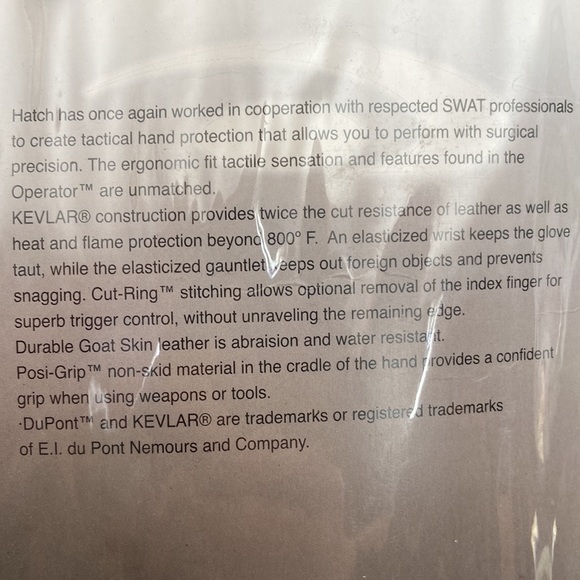 Hatch has once again worked in cooperation with respected SWAT professionals
to create tactical hand protection that allows you to perform with surgical
precision. The ergonomic fit tactile sensation and features found in the
Operator™ are unmatched.
KEVLAR® construction provides twice the cut resistance of leather as well as
heat and flame protection beyond 800° F. An elasticized wrist keeps the glove
taut, while the elasticized gauntlet keeps out foreign objects and prevents
snagging. Cut-Ring™ stitching allows optional removal of the index finger for
superb trigger control, without unraveling the remaining edge.
Durable Goat Skin leather is abraision and water resistant.
Posi-Grip™ non-skid material in the cradle of the hand provides a confident
grip when using weapons or tools.
·DuPont™ and KEVLAR® are trademarks or registered trademarks
of E.I. du Pont Nemours and Company.